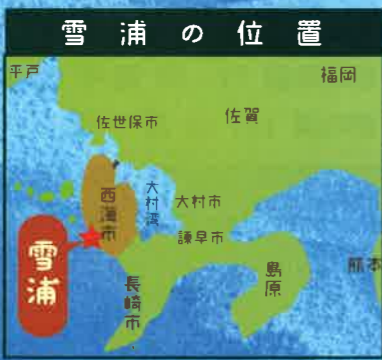 雪浦の位置
平戸
福岡
佐世保市
佐賀
西海市
大村湾
大村市
諫早市
雪浦
長崎市
島原
熊本